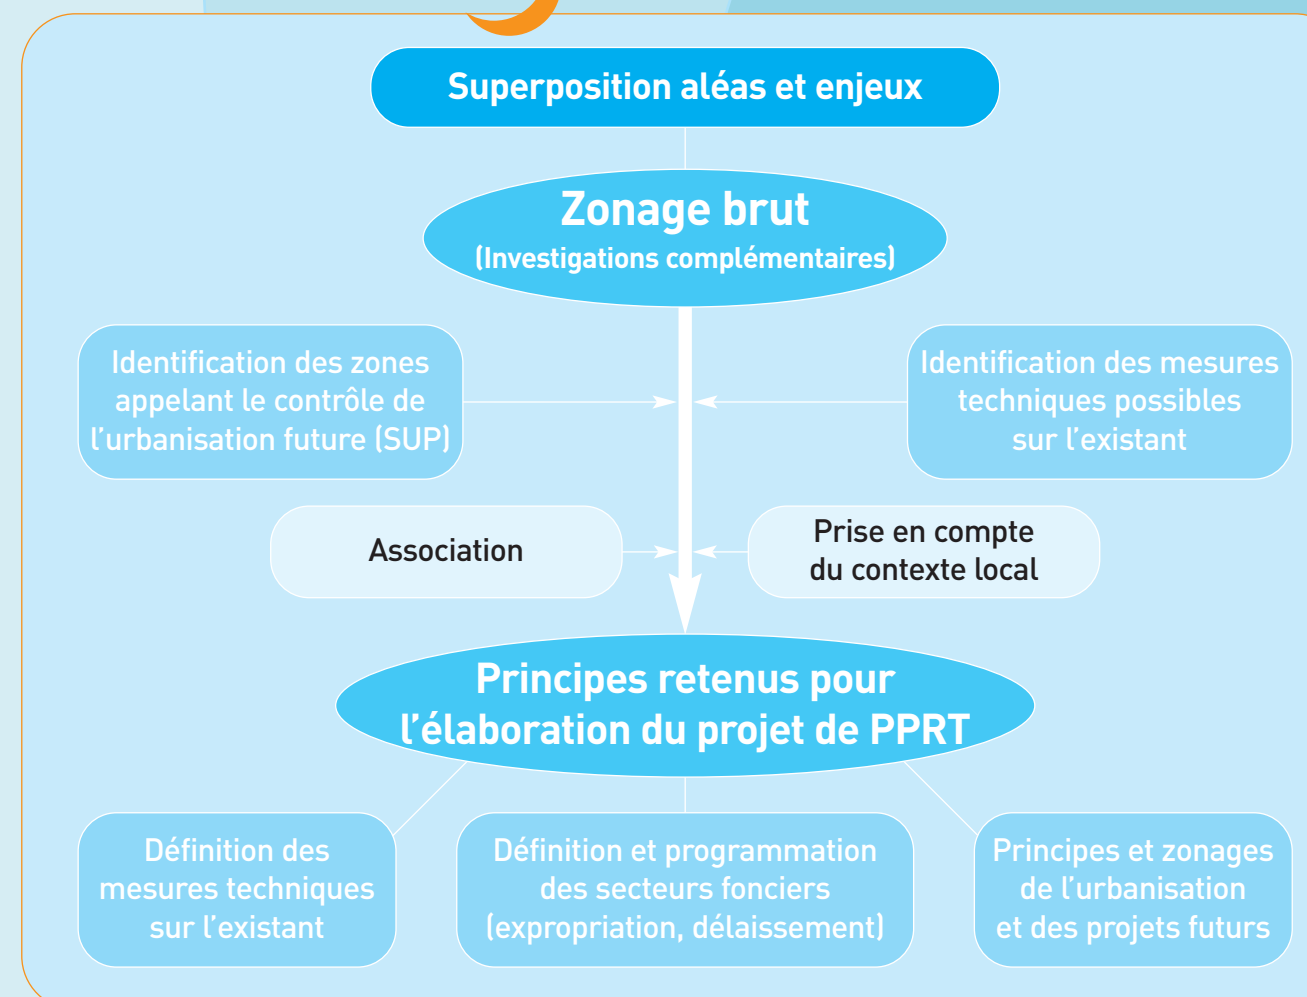 Superposition aléas et enjeux
Zonage brut
(Investigations complémentaires)
Identification des zones
appelant le contrôle de
l’urbanisation future (SUP)
Identification des mesures
techniques possibles
sur l’existant
Association
Prise en compte
du contexte local
Principes retenus pour
l’élaboration du projet de PPRT
Définition des
mesures techniques
sur l’existant
Définition et programmation
des secteurs fonciers
(expropriation, délaissement)
Principes et zonages
de l’urbanisation
et des projets futurs